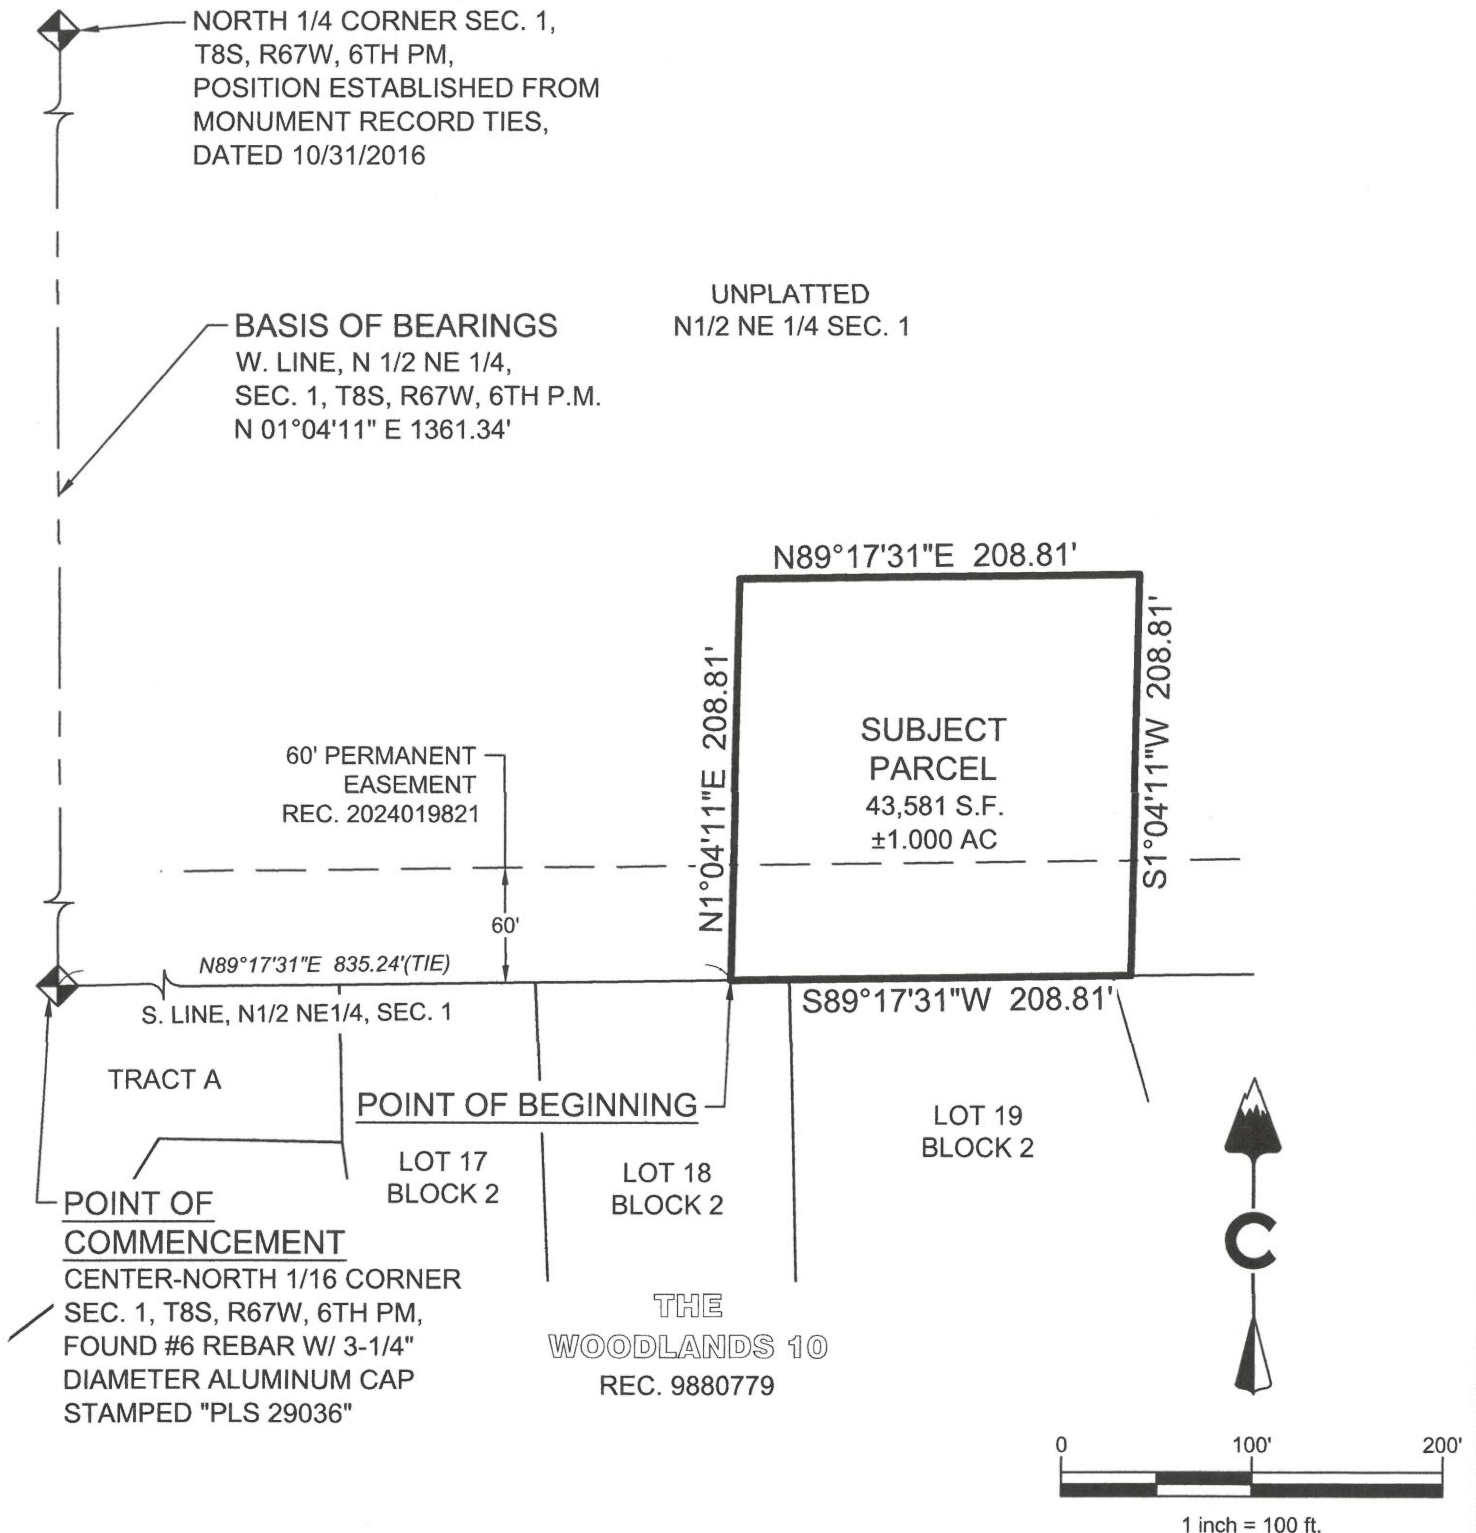 NORTH 1/4 CORNER SEC. 1,
T8S, R67W, 6TH PM,
POSITION ESTABLISHED FROM
MONUMENT RECORD TIES,
DATED 10/31/2016
UNPLATTED
N1/2 NE 1/4 SEC. 1
BASIS OF BEARINGS
W. LINE, N 1/2 NE 1/4,
SEC. 1, T8S, R67W, 6TH P.M.
N 01°04'11" E 1361.34'
N89°17'31"E 208.81'
N1°04'11"E 208.81'
S1°04'11"W 208.81'
SUBJECT
PARCEL
43,581 S.F.
±1.000 AC
60' PERMANENT
EASEMENT
REC. 2024019821
60'
N89°17'31"E 835.24'(TIE)
S. LINE, N1/2 NE1/4, SEC. 1
S89°17'31"W 208.81'
TRACT A
POINT OF BEGINNING
LOT 17
BLOCK 2
LOT 18
BLOCK 2
LOT 19
BLOCK 2
POINT OF
COMMENCEMENT
CENTER-NORTH 1/16 CORNER
SEC. 1, T8S, R67W, 6TH PM,
FOUND #6 REBAR W/ 3-1/4"
DIAMETER ALUMINUM CAP
STAMPED "PLS 29036"
THE
WOODLANDS 10
REC. 9880779
C
0 100' 200'
1 inch = 100 ft.